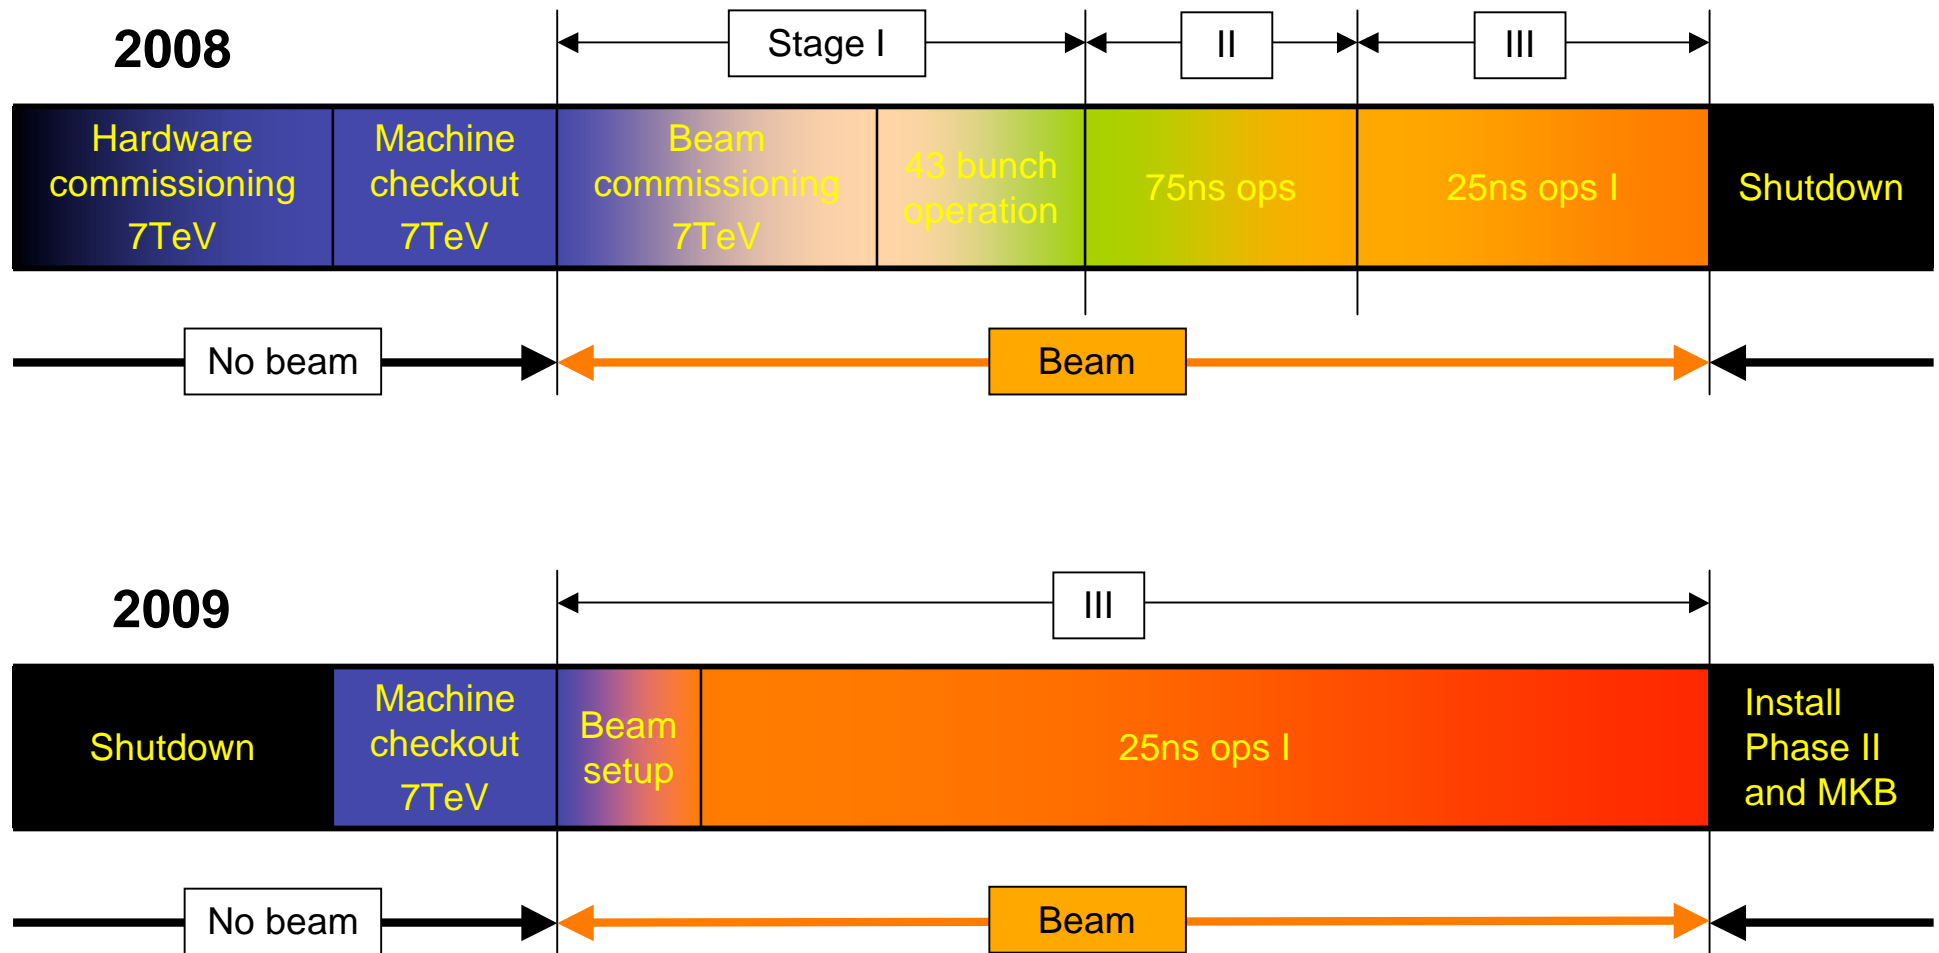 2008
Stage I
II
III
Hardware
commissioning
7TeV
Machine
checkout
7TeV
Beam
commissioning
7TeV
43 bunch
operation
75ns ops
25ns ops I
Shutdown
No beam
Beam
2009
III
Shutdown
Machine
checkout
7TeV
Beam
setup
25ns ops I
Install
Phase II
and MKB
No beam
Beam